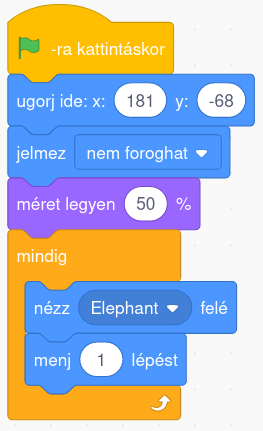 -ra kattintáskor
ugorj ide: x: 181 y: -68
jelmez nem foroghat
méret legyen 50 %
mindig
nézz Elephant felé
menj 1 lépést